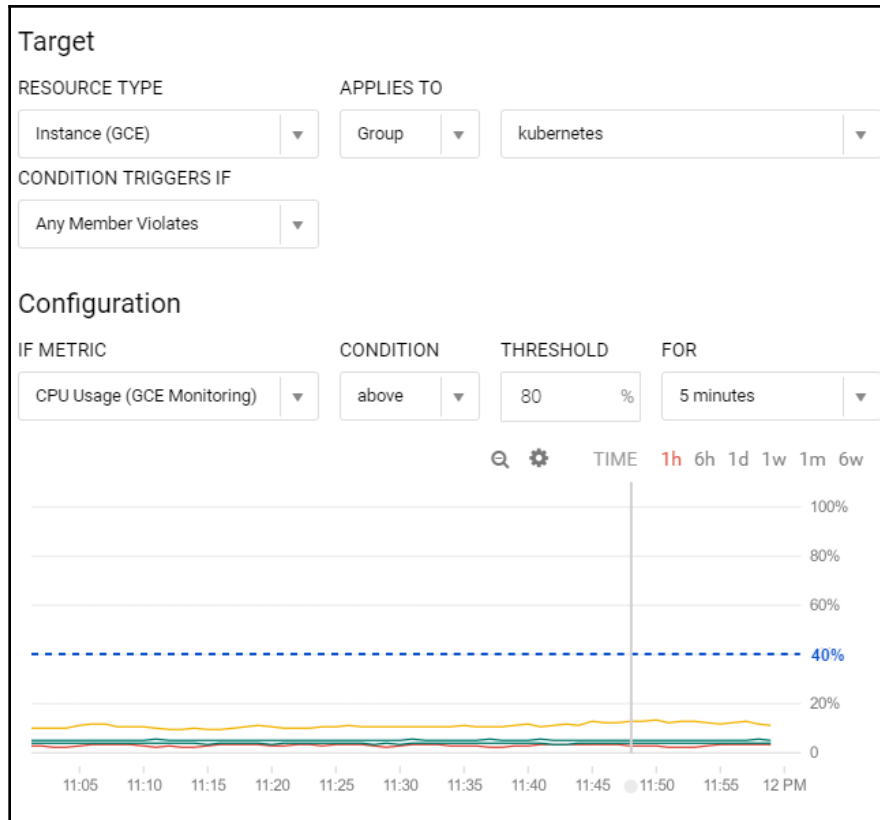 Target
RESOURCE TYPE APPLIES TO
Instance (GCE) Group kubernetes
CONDITION TRIGGERS IF
Any Member Violates
Configuration
IF METRIC CONDITION THRESHOLD FOR
CPU Usage (GCE Monitoring) above 80 % 5 minutes
TIME 1h 6h 1d 1w 1m 6w
100%
80%
60%
40%
20%
0
11:05 11:10 11:15 11:20 11:25 11:30 11:35 11:40 11:45 11:50 11:55 12 PM